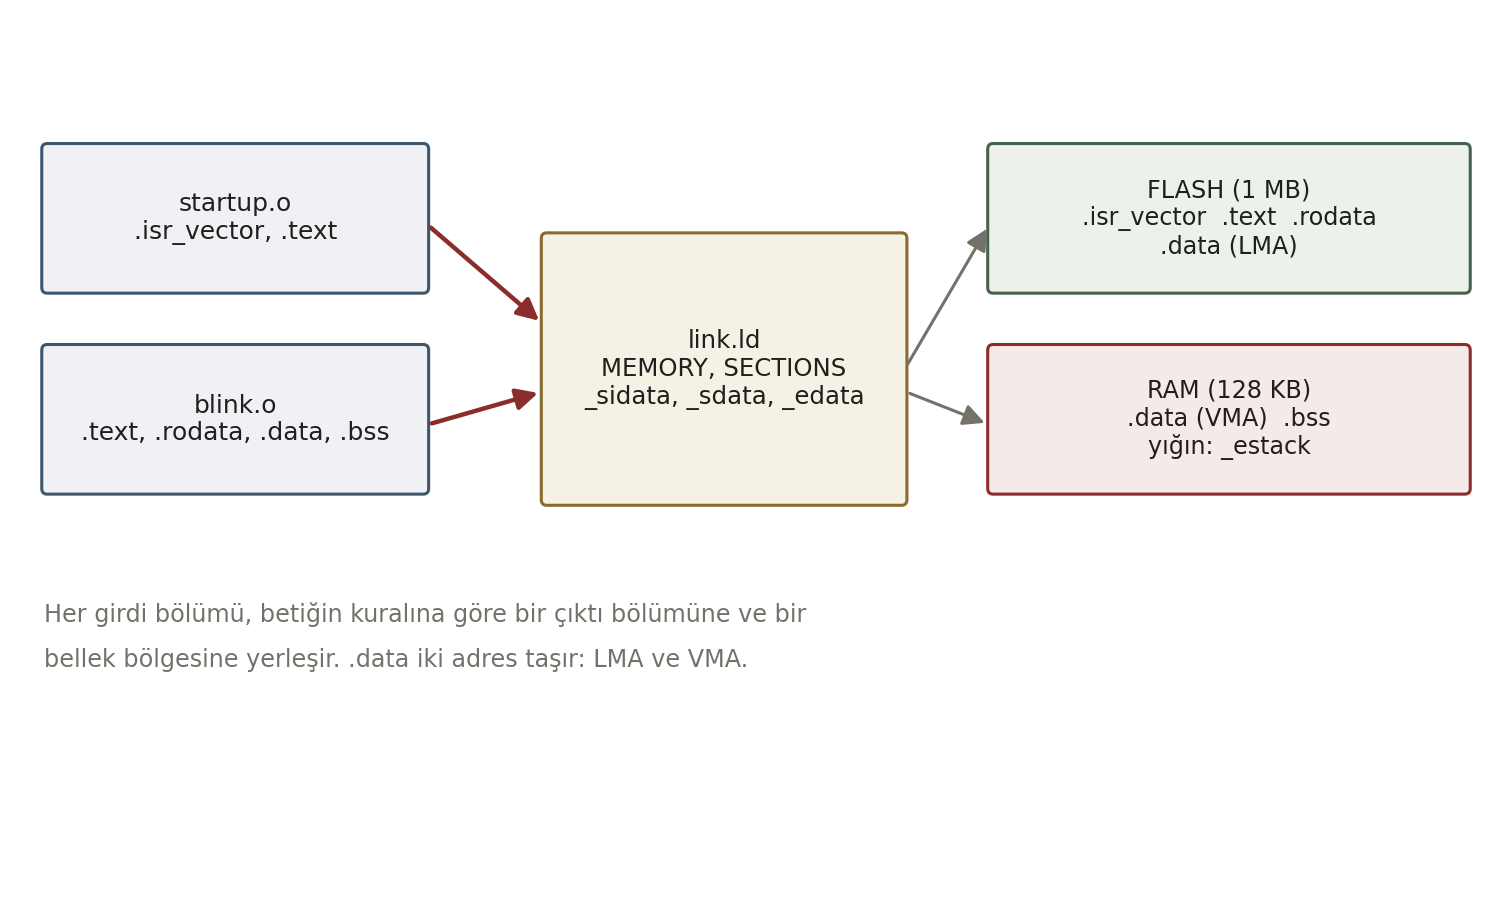 startup.o
.isr_vector, .text
blink.o
.text, .rodata, .data, .bss
link.ld
MEMORY, SECTIONS
_sidata, _sdata, _edata
FLASH (1 MB)
.isr_vector  .text  .rodata
.data (LMA)
RAM (128 KB)
.data (VMA)  .bss
yığın: _estack
Her girdi bölümü, betiğin kuralına göre bir çıktı bölümüne ve bir
bellek bölgesine yerleşir. .data iki adres taşır: LMA ve VMA.